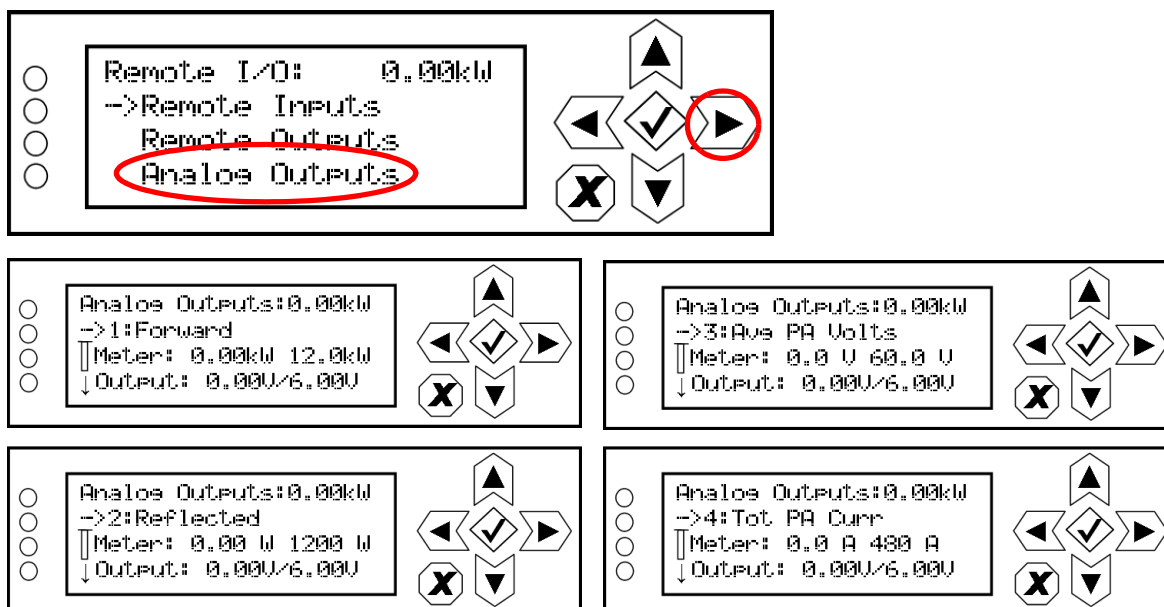 Remote I/O: 0.00kW
->Remote Inputs
Remote Outputs
Analog Outputs
X
Analog Outputs:0.00kW
->1:Forward
Meter: 0.00kW 12.0kW
↓Output: 0.00V/6.00V
X
Analog Outputs:0.00kW
->3:Ave PA Volts
Meter: 0.0 V 60.0 V
↓Output: 0.00V/6.00V
X
Analog Outputs:0.00kW
->2:Reflected
Meter: 0.00 W 1200 W
↓Output: 0.00V/6.00V
X
Analog Outputs:0.00kW
->4:Tot PA Curr
Meter: 0.0 A 480 A
↓Output: 0.00V/6.00V
X